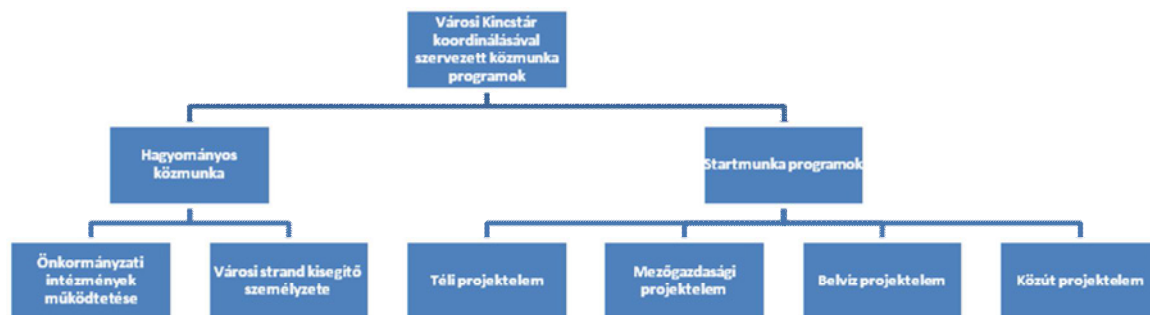 Városi Kincstár
koordinálásával
szervezett közmunka
programok
Hagyományos
közmunka
Startmunka programok
Önkormányzati
intézmények
működtetése
Városi strand kisegítő
személyzete
Téli projektelem
Mezőgazdasági
projektelem
Belvíz projektelem
Közút projektelem